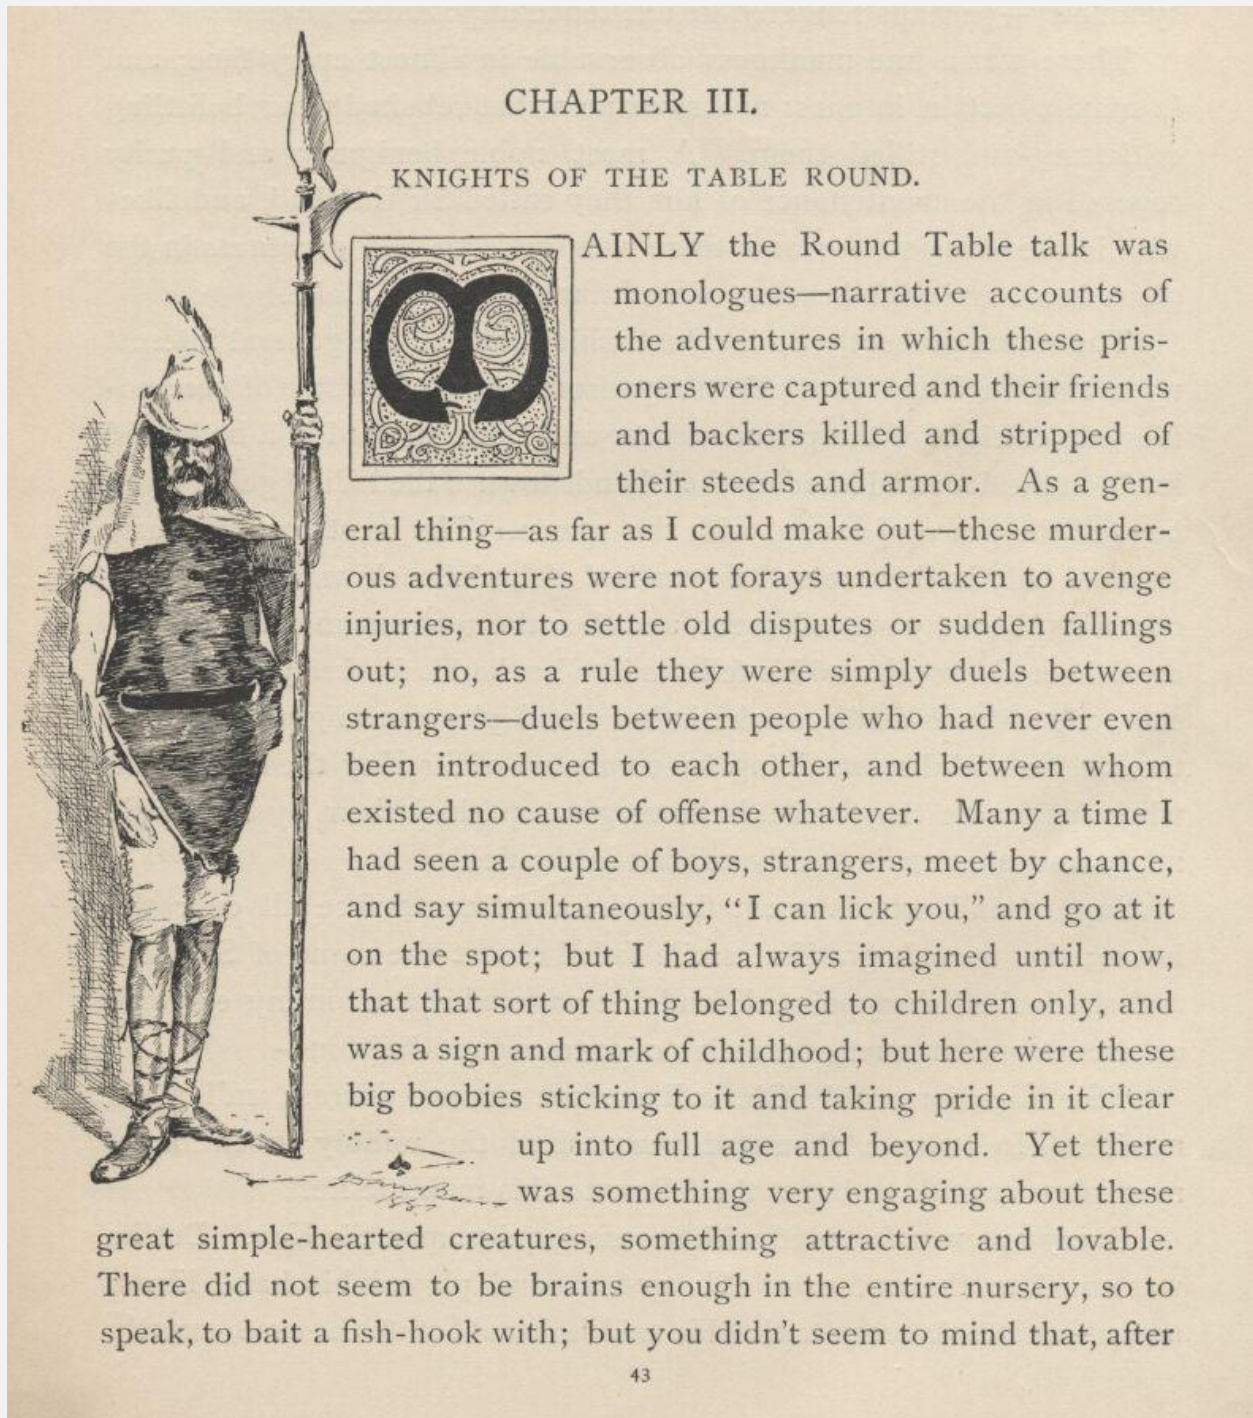 CHAPTER III.
KNIGHTS OF THE TABLE ROUND.
MAINLY the Round Table talk was
monologues—narrative accounts of
the adventures in which these pris-
oners were captured and their friends
and backers killed and stripped of
their steeds and armor. As a gen-
eral thing—as far as I could make out—these murder-
ous adventures were not forays undertaken to avenge
injuries, nor to settle old disputes or sudden fallings
out; no, as a rule they were simply duels between
strangers—duels between people who had never even
been introduced to each other, and between whom
existed no cause of offense whatever. Many a time I
had seen a couple of boys, strangers, meet by chance,
and say simultaneously, “I can lick you,” and go at it
on the spot; but I had always imagined until now,
that that sort of thing belonged to children only, and
was a sign and mark of childhood; but here were these
big boobies sticking to it and taking pride in it clear
up into full age and beyond. Yet there
was something very engaging about these
great simple-hearted creatures, something attractive and lovable.
There did not seem to be brains enough in the entire nursery, so to
speak, to bait a fish-hook with; but you didn't seem to mind that, after
43